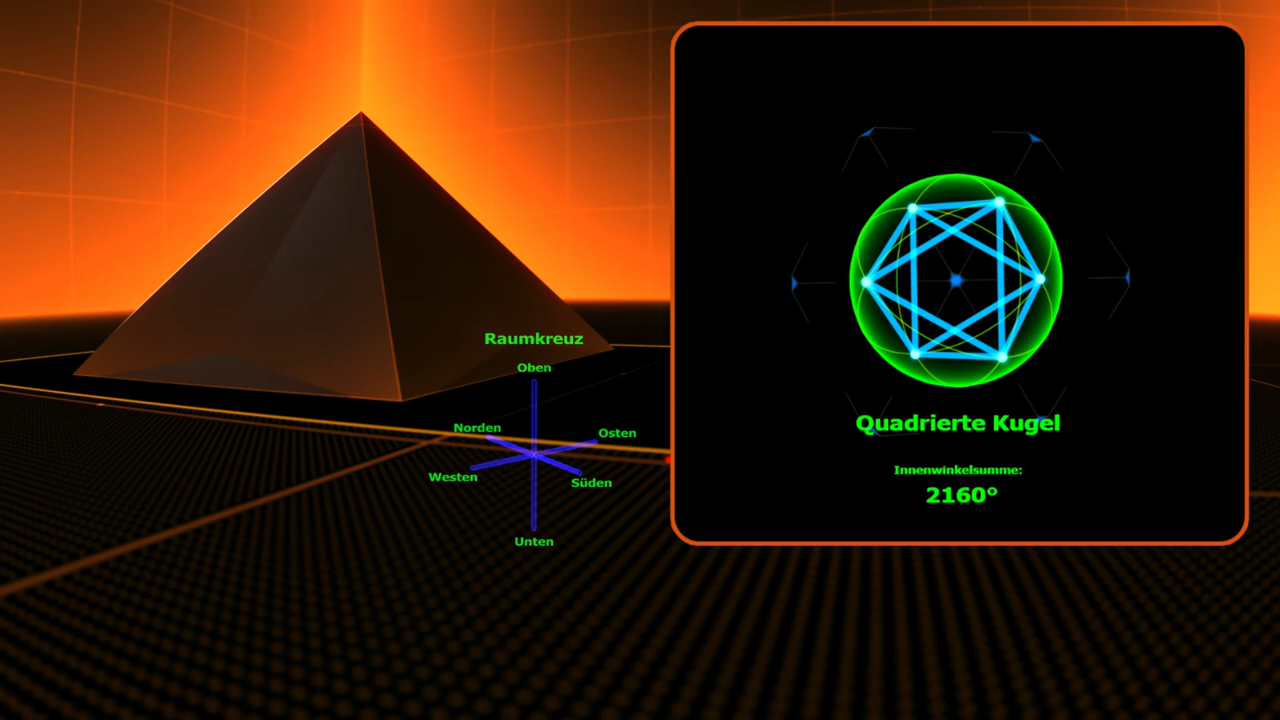 Raumkreuz
Oben
Norden
Osten
Westen
Süden
Unten
Quadrierte Kugel
Innenwinkelsumme:
2160°